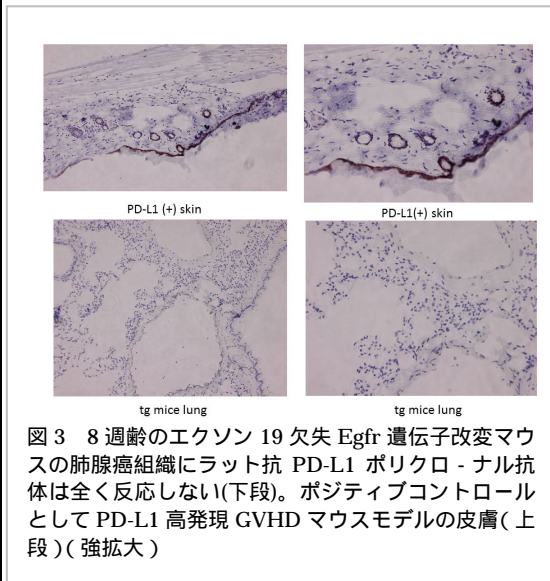 PD-L1 (+) skin
PD-L1(+) skin
tg mice lung
tg mice lung
図3 8週齢のエクソン 19 欠失 Egfr 遺伝子改変マウ
スの肺腺癌組織にラット抗 PD-L1 ポリクロ - ナル抗
体は全く反応しない(下段)。ポジティブコントロール
として PD-L1 高発現 GVHD マウスモデルの皮膚( 上
段 )( 強拡大 )